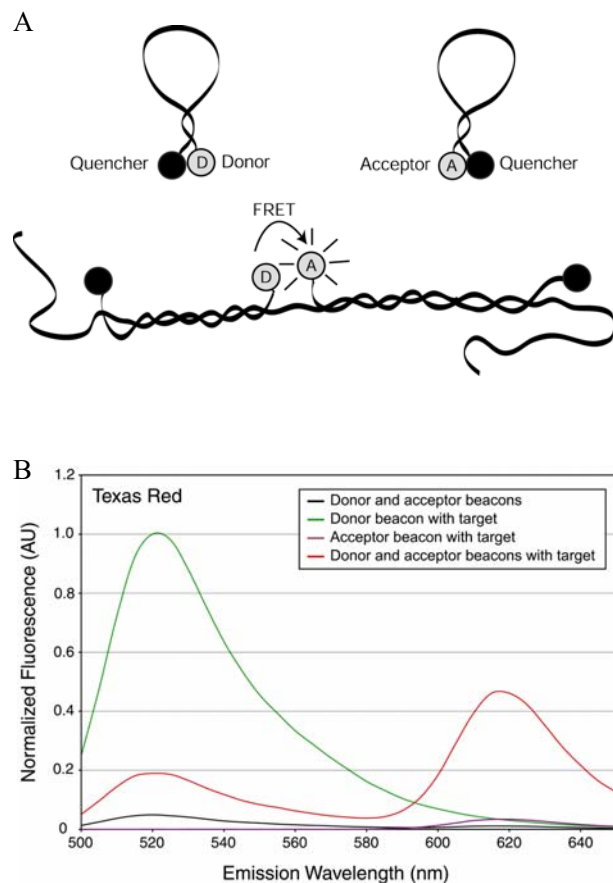 A
Quencher D Donor
Acceptor A Quencher
FRET
D A
B
1.2
Texas Red
Donor and acceptor beacons
Donor beacon with target
Acceptor beacon with target
Donor and acceptor beacons with target
1.0
0.8
0.6
0.4
0.2
0
Normalized Fluorescence (AU)
500 520 540 560 580 600 620 640
Emission Wavelength (nm)